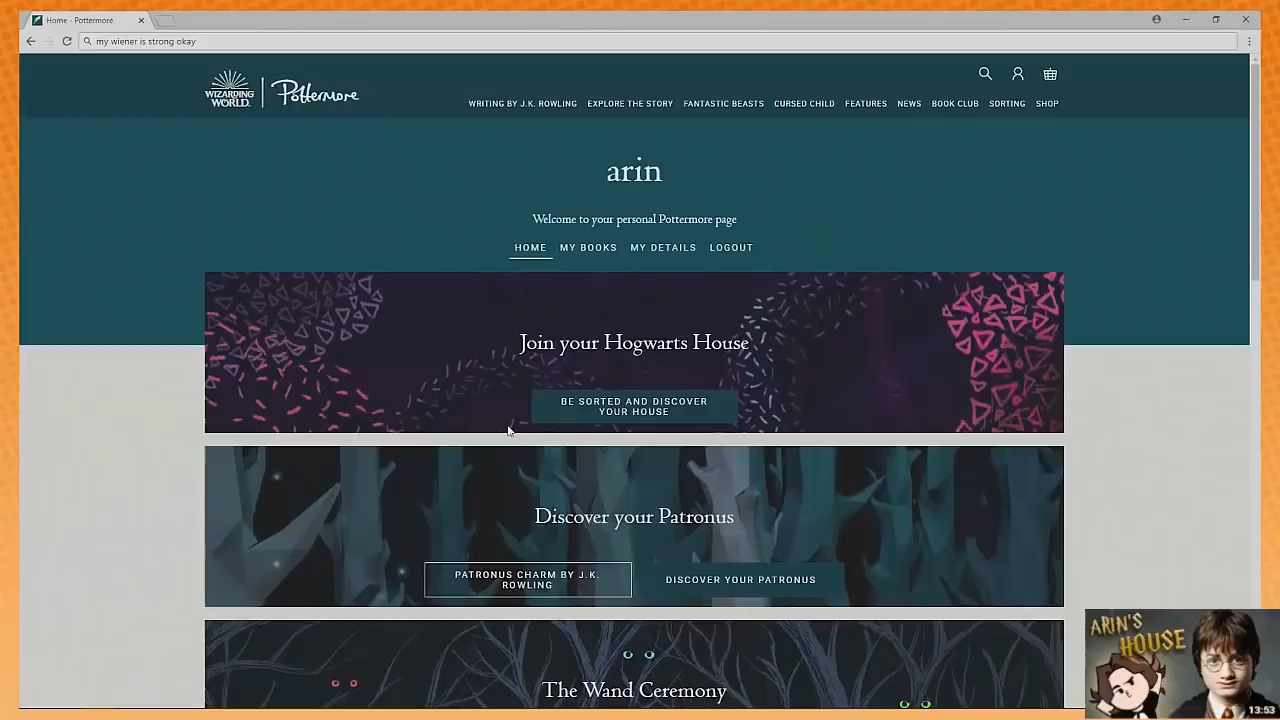 Home - Pottermore
my wiener is strong okay
WIZARDING WORLD.
Pottermore
WRITING BY J.K. ROWLING EXPLORE THE STORY FANTASTIC BEASTS CURSED CHILD FEATURES NEWS BOOK CLUB SORTING SHOP
arin
Welcome to your personal Pottermore page
HOME MY BOOKS MY DETAILS LOGOUT
Join your Hogwarts House
BE SORTED AND DISCOVER
YOUR HOUSE
Discover your Patronus
PATRONUS CHARM BY J.K.
ROWLING
DISCOVER YOUR PATRONUS
The Wand Ceremony
ARIN'S
HOUSE
13:53